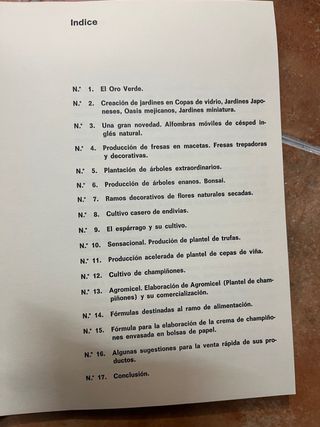 Indice
N.° 1. El Oro Verde.
N.° 2. Creación de jardines en Copas de vidrio, Jardines Japo-
neses, Oasis mejicanos, Jardines miniatura.
N.° 3. Una gran novedad. Alfombras móviles de césped in-
glés natural.
N.° 4. Producción de fresas en macetas. Fresas trepadoras
y decorativas.
N.° 5. Plantación de árboles extraordinarios.
N.° 6. Producción de árboles enanos. Bonsai.
N.° 7. Ramos decorativos de flores naturales secadas.
N.° 8. Cultivo casero de endivias.
N.° 9. El espárrago y su cultivo.
N.° 10. Sensacional. Produción de plantel de trufas.
N.° 11. Producción acelerada de plantel de cepas de viña.
N.° 12. Cultivo de champiñones.
N.° 13. Agromicel. Elaboración de Agromicel (Plantel de cham-
piñones) y su comercialización.
N.° 14. Fórmulas destinadas al ramo de alimentación.
N.° 15. Fórmula para la elaboración de la crema de champiño-
nes envasada en bolsas de papel.
N.° 16. Algunas sugestiones para la venta rápida de sus pro-
ductos.
N.° 17. Conclusión.